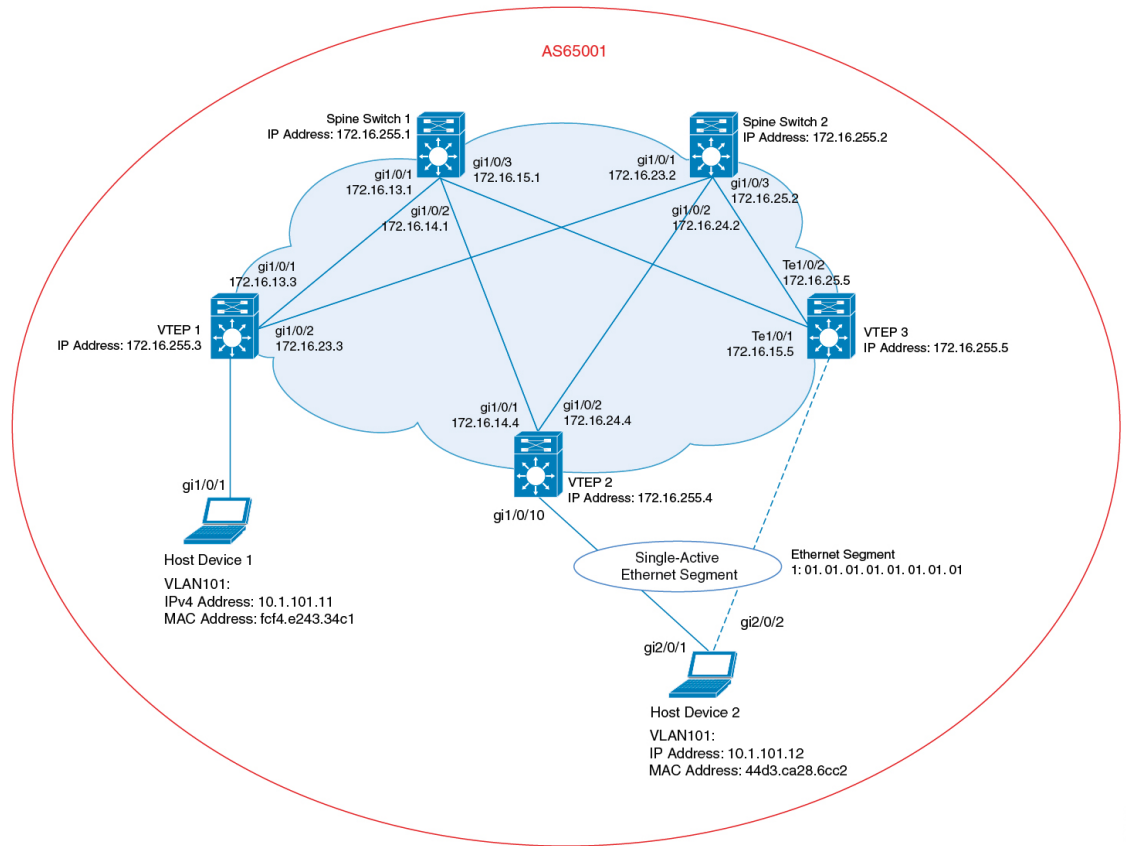 AS65001
Spine Switch 1
IP Address: 172.16.255.1
Spine Switch 2
IP Address: 172.16.255.2
gi1/0/1
172.16.13.1
gi1/0/3
172.16.15.1
gi1/0/2
172.16.14.1
gi1/0/1
172.16.23.2
gi1/0/3
172.16.25.2
gi1/0/2
172.16.24.2
gi1/0/1
172.16.13.3
Te1/0/2
172.16.25.5
VTEP 1
IP Address: 172.16.255.3
gi1/0/2
172.16.23.3
Te1/0/1
172.16.15.5
VTEP 3
IP Address: 172.16.255.5
gi1/0/1
172.16.14.4
gi1/0/2
172.16.24.4
VTEP 2
IP Address: 172.16.255.4
gi1/0/1
gi1/0/10
Host Device 1
VLAN101:
IPv4 Address: 10.1.101.11
MAC Address: fcf4.e243.34c1
Single-Active
Ethernet Segment
Ethernet Segment
1: 01.01.01.01.01.01.01.01.01
gi2/0/2
gi2/0/1
Host Device 2
VLAN101:
IP Address: 10.1.101.12
MAC Address: 44d3.ca28.6cc2